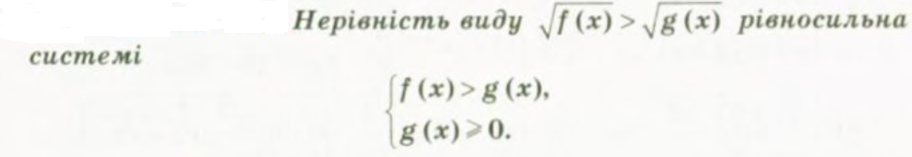 Нерівність виду √f (x) > √g (x) рівносильна
системі
{f (x) > g (x),
g (x) ⩾ 0.